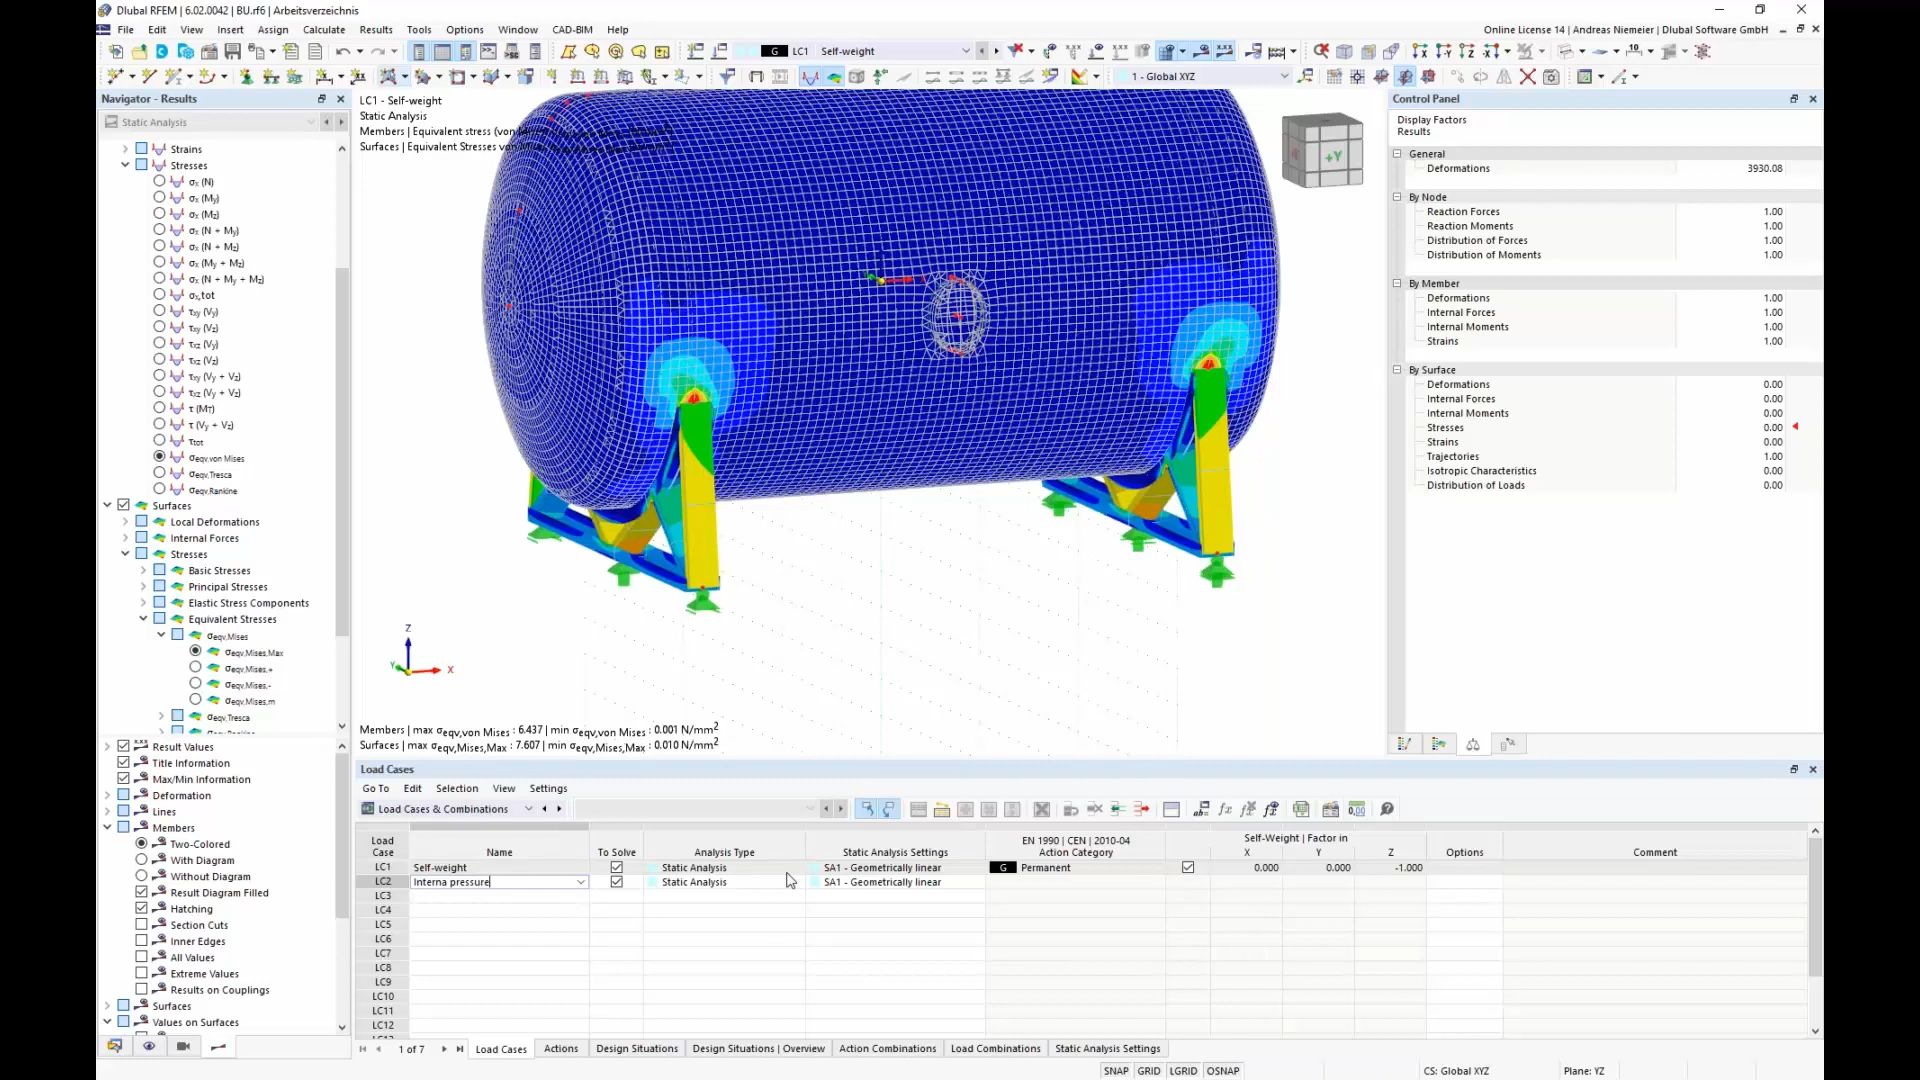 Dlubal RFEM | 6.02.0042 | BU.rf6 | Arbeitsverzeichnis
File Edit View Insert Assign Calculate Results Tools Options Window CAD-BIM Help
Online License 14 | Andreas Niemeier | Dlubal Software GmbH
G LC1 Self-weight
1 - Global XYZ
Navigator - Results
Static Analysis
Strains
Stresses
σx (N)
σx (My)
σx (Mz)
σx (N + My)
σx (N + Mz)
σx (My + Mz)
σx (N + My + Mz)
σx,tot
τxy (Vy)
τxy (Vz)
τxz (Vy)
τxz (Vz)
τxy (Vy + Vz)
τxz (Vy + Vz)
τ (MT)
τ (Vy + Vz)
τtot
σeqv,von Mises
σeqv,Tresca
σeqv,Rankine
Surfaces
Local Deformations
Internal Forces
Stresses
Basic Stresses
Principal Stresses
Elastic Stress Components
Equivalent Stresses
σeqv,Mises
σeqv,Mises,Max
σeqv,Mises,+
σeqv,Mises,-
σeqv,Mises,m
σeqv,Tresca
Result Values
Title Information
Max/Min Information
Deformation
Lines
Members
Two-Colored
With Diagram
Without Diagram
Result Diagram Filled
Hatching
Section Cuts
Inner Edges
All Values
Extreme Values
Results on Couplings
Surfaces
Values on Surfaces
LC1 - Self-weight
Static Analysis
Members | Equivalent stress (von
Surfaces | Equivalent Stresses von
+Y
Z
Y X
Members | max σeqv,von Mises : 6.437 | min σeqv,von Mises : 0.001 N/mm2
Surfaces | max σeqv,Mises,Max : 7.607 | min σeqv,Mises,Max : 0.010 N/mm2
Control Panel
Display Factors
Results
General
Deformations 3930.08
By Node
Reaction Forces 1.00
Reaction Moments 1.00
Distribution of Forces 1.00
Distribution of Moments 1.00
By Member
Deformations 1.00
Internal Forces 1.00
Internal Moments 1.00
Strains 1.00
By Surface
Deformations 0.00
Internal Forces 0.00
Internal Moments 0.00
Stresses 0.00
Strains 0.00
Trajectories 1.00
Isotropic Characteristics 0.00
Distribution of Loads 0.00
Load Cases
Go To Edit Selection View Settings
Load Cases & Combinations
Load Case Name To Solve Analysis Type Static Analysis Settings EN 1990 | CEN | 2010-04 Action Category Self-Weight | Factor in X Y Z Options Comment
LC1 Self-weight Static Analysis SA1 - Geometrically linear G Permanent 0.000 0.000 -1.000
LC2 Interna pressure Static Analysis SA1 - Geometrically linear
LC3
LC4
LC5
LC6
LC7
LC8
LC9
LC10
LC11
LC12
1 of 7 Load Cases Actions Design Situations Design Situations | Overview Action Combinations Load Combinations Static Analysis Settings
SNAP GRID LGRID OSNAP CS: Global XYZ Plane: YZ